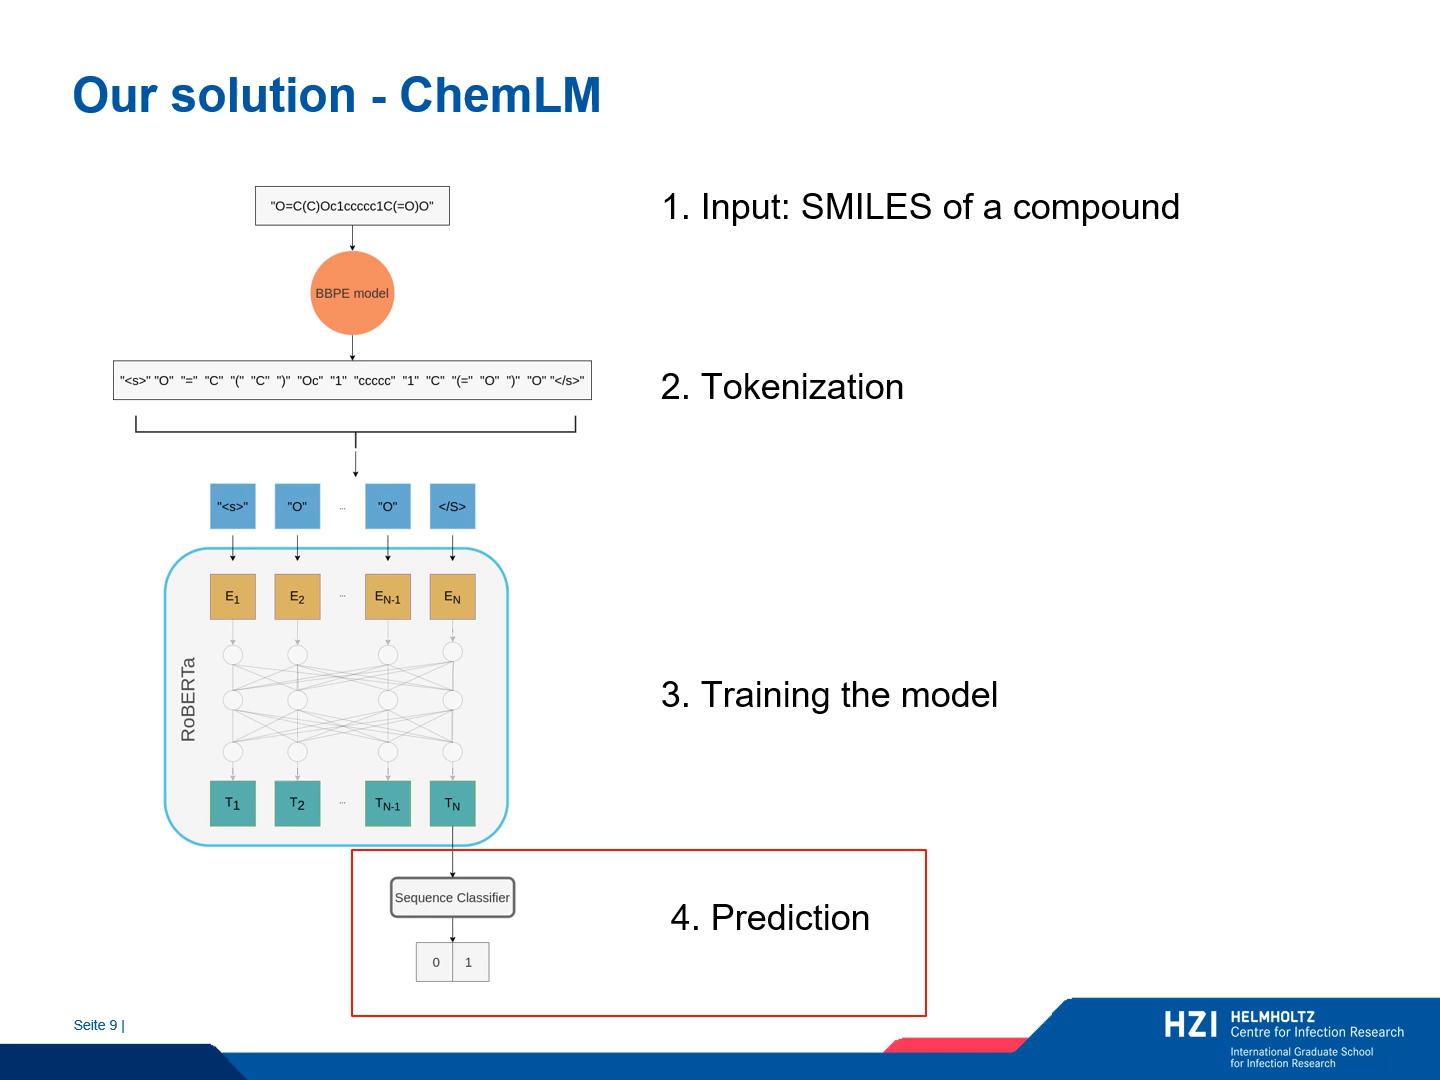 Our solution - ChemLM
"O=C(C)Oc1ccccc1C(=O)O"
1. Input: SMILES of a compound
BBPE model
"<s>" "O" "=" "C" "(" "C" ")" "Oc" "1" "ccccc" "1" "C" "(=" "O" ")" "O" "</s>"
2. Tokenization
"<s>" "O" ... "O" </S>
E1 E2 ... EN-1 EN
RoBERTa
3. Training the model
T1 T2 ... TN-1 TN
Sequence Classifier
4. Prediction
0 1
Seite 9 |
HZI HELMHOLTZ
Centre for Infection Research
International Graduate School
for Infection Research